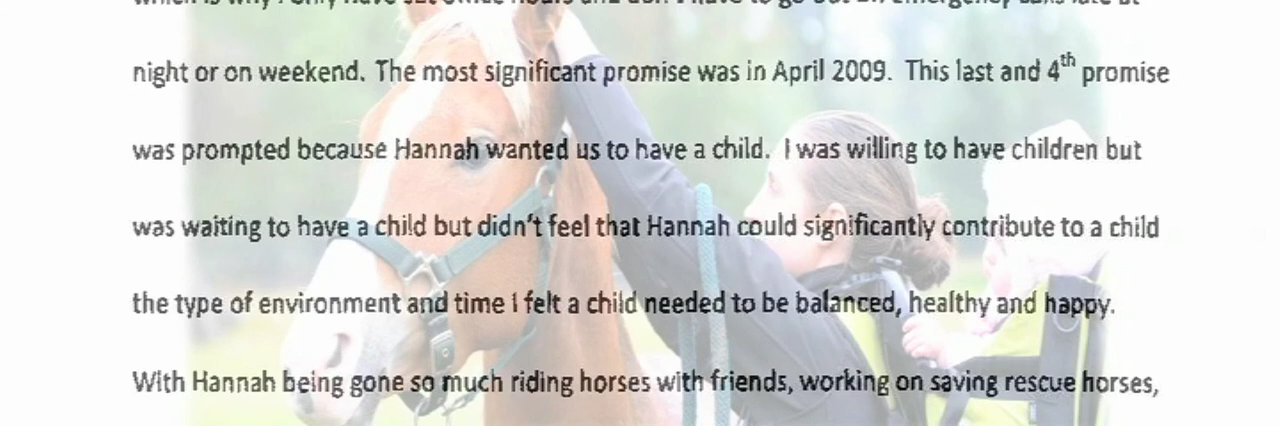 night or on weekend. The most significant promise was in April 2009. This last and 4th promise
was prompted because Hannah wanted us to have a child. I was willing to have children but
was waiting to have a child but didn't feel that Hannah could significantly contribute to a child
the type of environment and time I felt a child needed to be balanced, healthy and happy.
With Hannah being gone so much riding horses with friends, working on saving rescue horses,